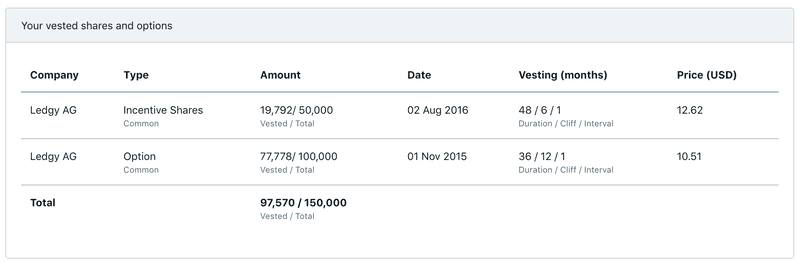 Your vested shares and options
Company Type Amount Date Vesting (months) Price (USD)
Ledgy AG Incentive Shares 19,792/ 50,000 02 Aug 2016 48 / 6 / 1 12.62
Common Vested / Total Duration / Cliff / Interval
Ledgy AG Option 77,778/ 100,000 01 Nov 2015 36 / 12 / 1 10.51
Common Vested / Total Duration / Cliff / Interval
Total 97,570 / 150,000
Vested / Total